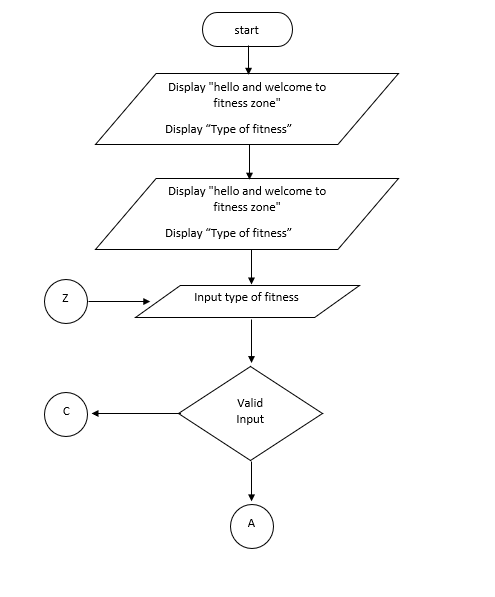 start
Display "hello and welcome to
fitness zone"
Display “Type of fitness”
Display "hello and welcome to
fitness zone"
Display “Type of fitness”
Z
Input type of fitness
C
Valid
Input
A